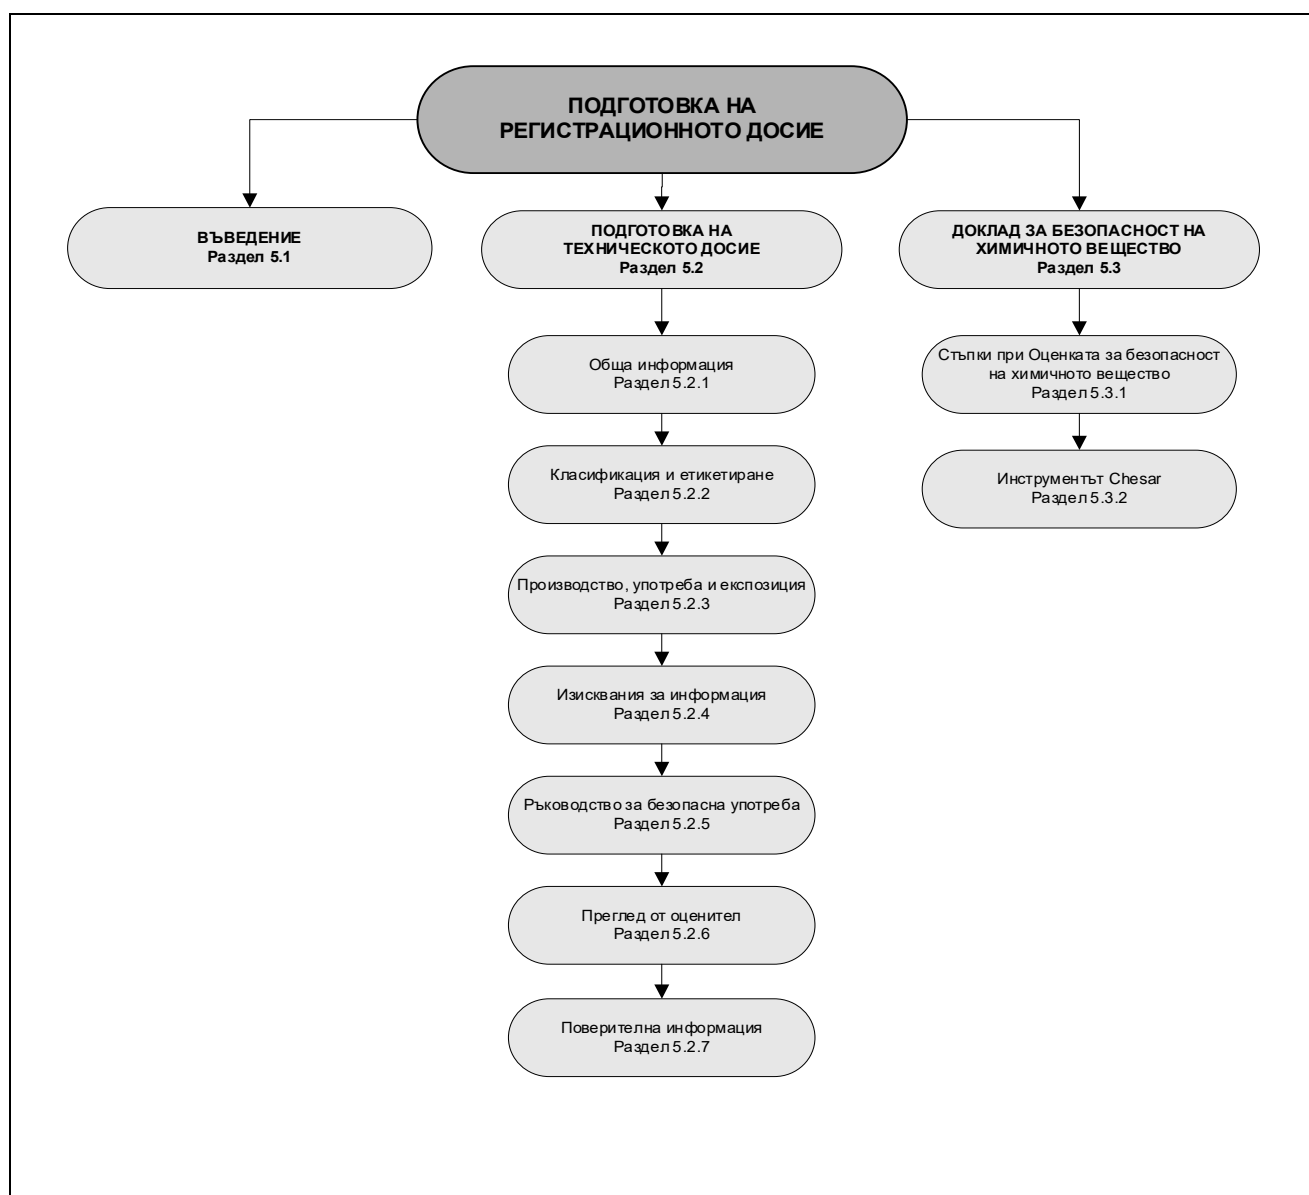 ПОДГОТОВКА НА
РЕГИСТРАЦИОННОТО ДОСИЕ
ВЪВЕДЕНИЕ
Раздел 5.1
ПОДГОТОВКА НА
ТЕХНИЧЕСКОТО ДОСИЕ
Раздел 5.2
Обща информация
Раздел 5.2.1
Класификация и етикетиране
Раздел 5.2.2
Производство, употреба и експозиция
Раздел 5.2.3
Изисквания за информация
Раздел 5.2.4
Ръководство за безопасна употреба
Раздел 5.2.5
Преглед от оценител
Раздел 5.2.6
Поверителна информация
Раздел 5.2.7
ДОКЛАД ЗА БЕЗОПАСНОСТ НА
ХИМИЧНОТО ВЕЩЕСТВО
Раздел 5.3
Стъпки при Оценката за безопасност
на химичното вещество
Раздел 5.3.1
Инструментът Chesar
Раздел 5.3.2